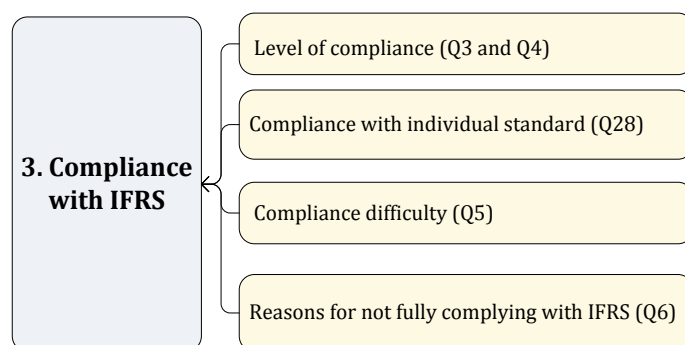 3. Compliance
with IFRS
Level of compliance (Q3 and Q4)
Compliance with individual standard (Q28)
Compliance difficulty (Q5)
Reasons for not fully complying with IFRS (Q6)